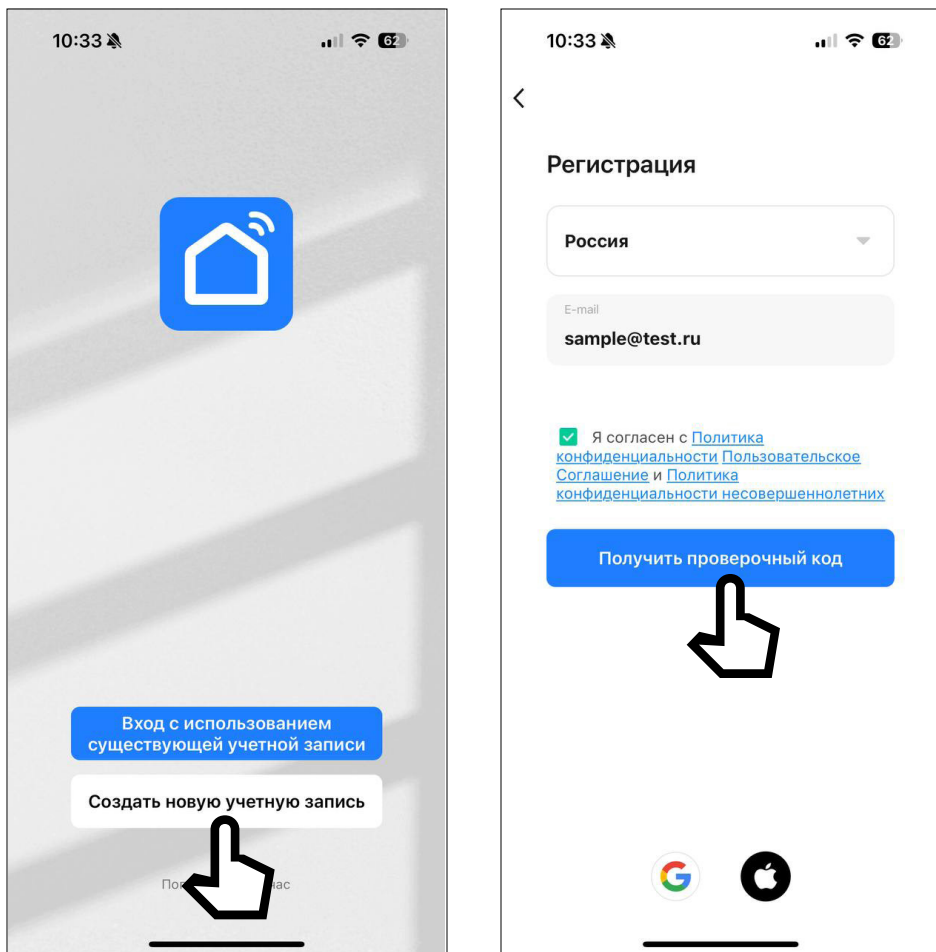 10:33
62
Вход с использованием
существующей учетной записи
Создать новую учетную запись
10:33
62
Регистрация
Россия
E-mail
sample@test.ru
Я согласен с Политика
конфиденциальности Пользовательское
Соглашение и Политика
конфиденциальности несовершеннолетних
Получить проверочный код